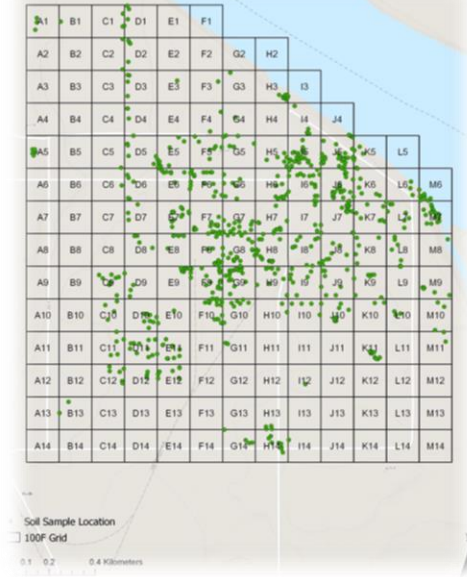 A1 B1 C1 D1 E1 F1
A2 B2 C2 D2 E2 F2 G2 H2
A3 B3 C3 D3 E3 F3 G3 H3 I3
A4 B4 C4 D4 E4 F4 G4 H4 I4 J4
A5 B5 C5 D5 E5 F5 G5 H5 I5 J5 K5 L5
A6 B6 C6 D6 E6 F6 G6 H6 I6 J6 K6 L6 M6
A7 B7 C7 D7 E7 F7 G7 H7 I7 J7 K7 L7 M7
A8 B8 C8 D8 E8 F8 G8 H8 I8 J8 K8 L8 M8
A9 B9 C9 D9 E9 F9 G9 H9 I9 J9 K9 L9 M9
A10 B10 C10 D10 E10 F10 G10 H10 I10 J10 K10 L10 M10
A11 B11 C11 D11 E11 F11 G11 H11 I11 J11 K11 L11 M11
A12 B12 C12 D12 E12 F12 G12 H12 I12 J12 K12 L12 M12
A13 B13 C13 D13 E13 F13 G13 H13 I13 J13 K13 L13 M13
A14 B14 C14 D14 E14 F14 G14 H14 I14 J14 K14 L14 M14
Soil Sample Location
100F Grid
0.1 0.2 0.4 Kilometers